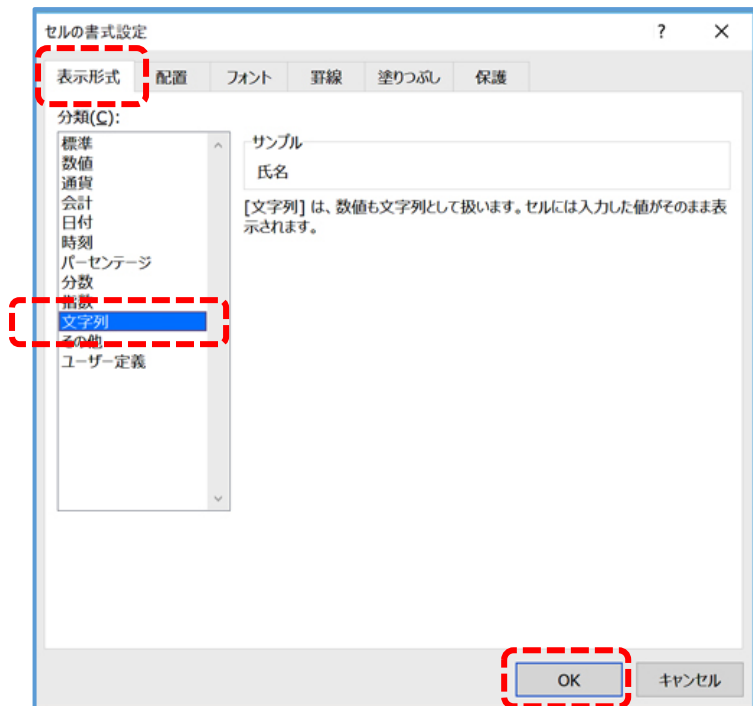 セルの書式設定 ? ×
表示形式 配置 フォント 罫線 塗りつぶし 保護
分類(C):
標準
数値
通貨
会計
日付
時刻
パーセンテージ
分数
指数
文字列
その他
ユーザー定義
サンプル
氏名
[文字列] は、数値も文字列として扱います。セルには入力した値がそのまま表
示されます。
OK キャンセル